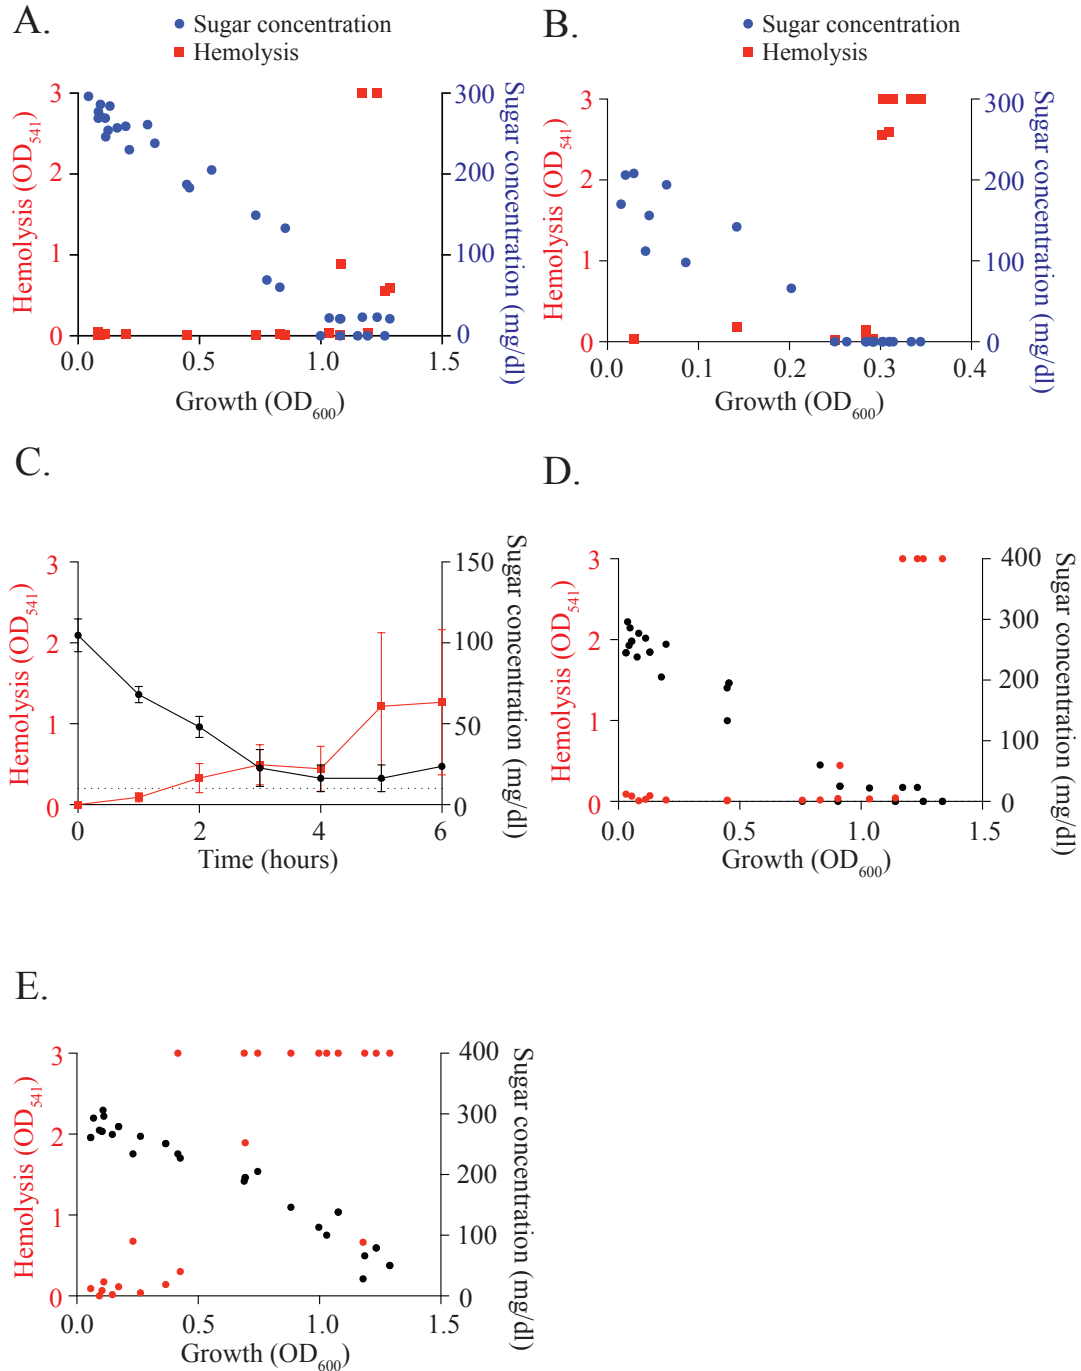 A.
Sugar concentration
Hemolysis
3
2
1
0
Hemolysis (OD541)
300
200
100
0
Sugar concentration (mg/dl)
0.0 0.5 1.0 1.5
Growth (OD600)
B.
Sugar concentration
Hemolysis
3
2
1
0
Hemolysis (OD541)
300
200
100
0
Sugar concentration (mg/dl)
0.0 0.1 0.2 0.3 0.4
Growth (OD600)
C.
3
2
1
0
Hemolysis (OD541)
150
100
50
0
Sugar concentration (mg/dl)
0 2 4 6
Time (hours)
D.
3
2
1
0
Hemolysis (OD541)
400
300
200
100
0
Sugar concentration (mg/dl)
0.0 0.5 1.0 1.5
Growth (OD600)
E.
3
2
1
0
Hemolysis (OD541)
400
300
200
100
0
Sugar concentration (mg/dl)
0.0 0.5 1.0 1.5
Growth (OD600)